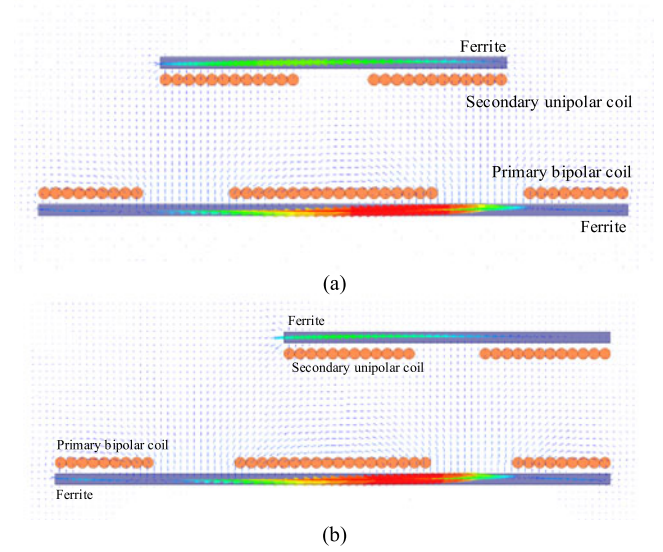 Ferrite
Secondary unipolar coil
Primary bipolar coil
Ferrite
(a)
Ferrite
Secondary unipolar coil
Primary bipolar coil
Ferrite
(b)